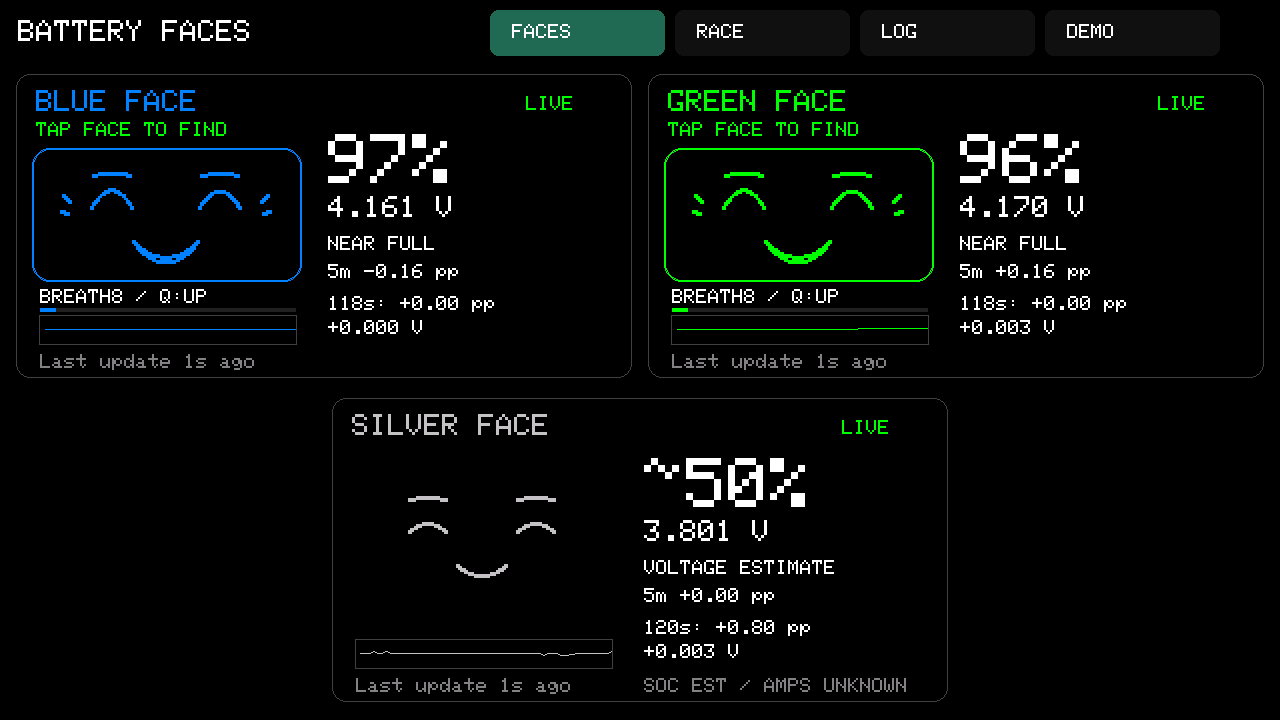 BATTERY FACES
FACES
RACE
LOG
DEMO
BLUE FACE
LIVE
TAP FACE TO FIND
97%
4.161 V
NEAR FULL
5m -0.16 pp
118s: +0.00 pp
+0.000 V
BREATH8 / Q:UP
Last update 1s ago
GREEN FACE
LIVE
TAP FACE TO FIND
96%
4.170 V
NEAR FULL
5m +0.16 pp
118s: +0.00 pp
+0.003 V
BREATH8 / Q:UP
Last update 1s ago
SILVER FACE
LIVE
~50%
3.801 V
VOLTAGE ESTIMATE
5m +0.00 pp
120s: +0.80 pp
+0.003 V
Last update 1s ago
SOC EST / AMPS UNKNOWN